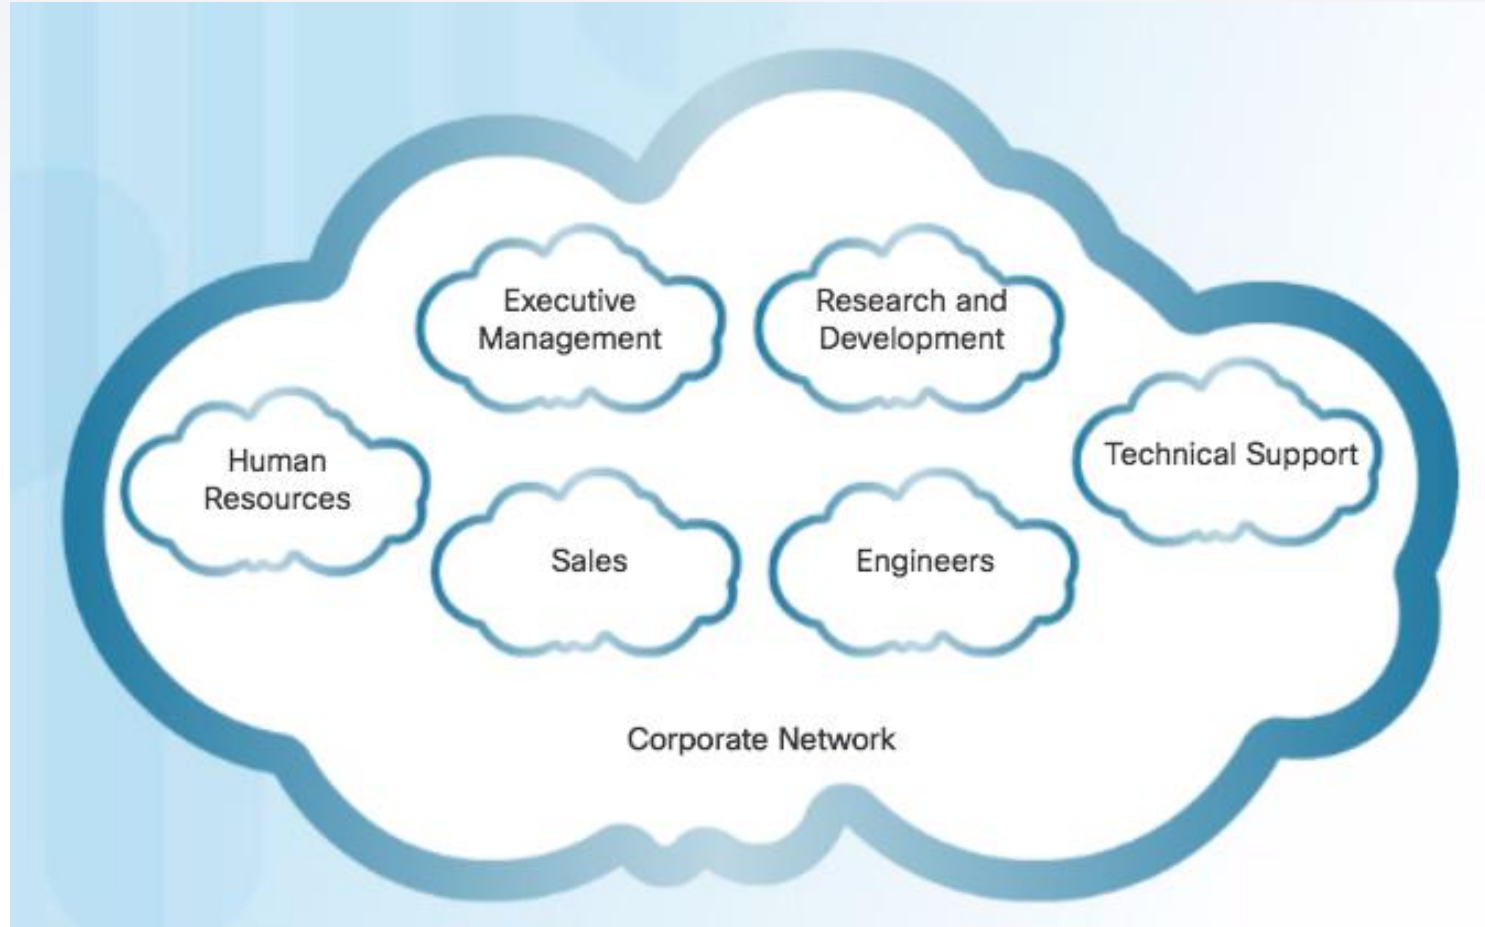 Executive
Management
Research and
Development
Human
Resources
Technical Support
Sales
Engineers
Corporate Network